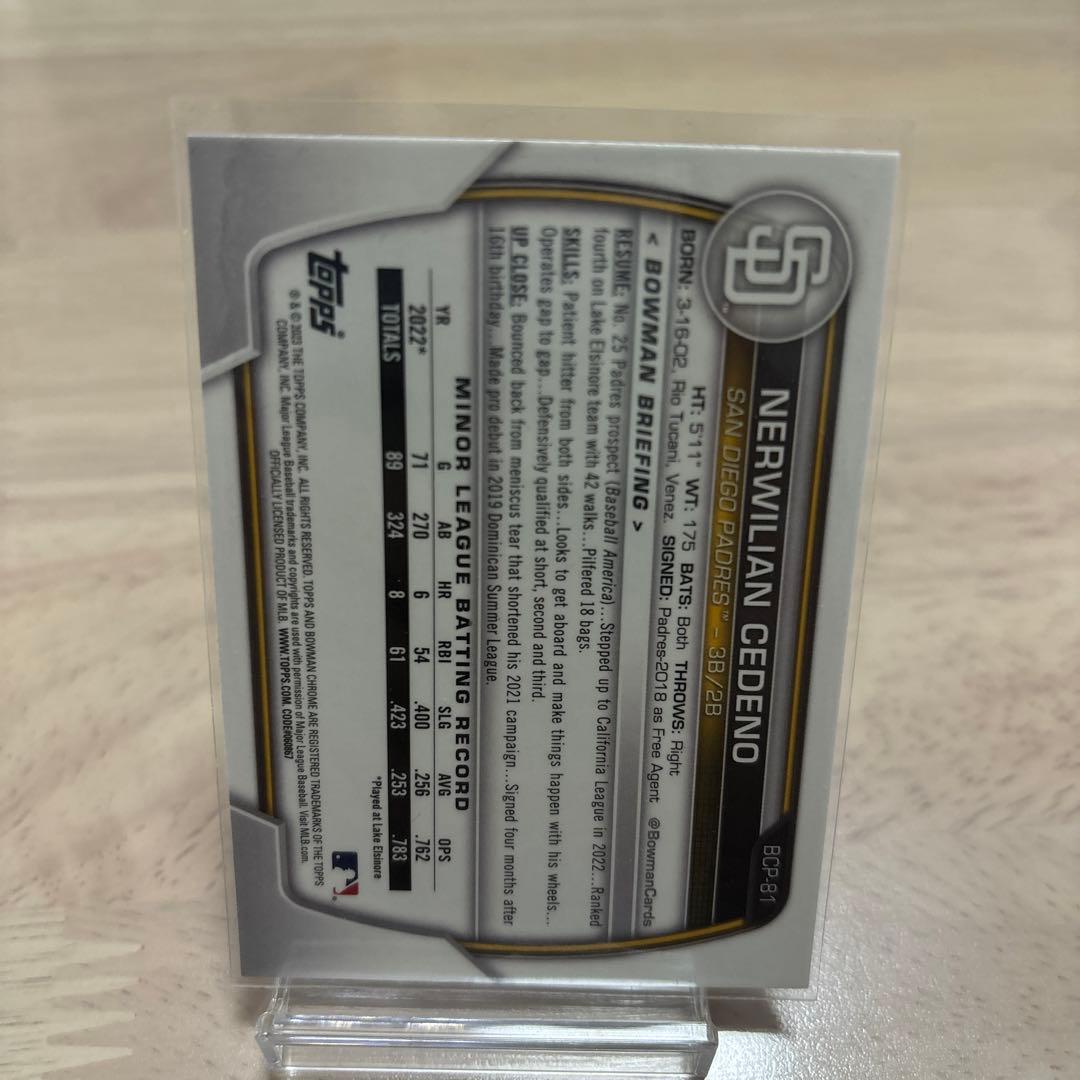 BCP-81
NERWILIAN CEDENO
SAN DIEGO PADRES™ - 3B/2B
SD
HT: 5'11" WT: 175 BATS: Both THROWS: Right
BORN: 3-16-02, Rio Tucani, Venez. SIGNED: Padres-2018 as Free Agent @BowmanCards
< BOWMAN BRIEFING >
RESUME: No. 25 Padres prospect (Baseball America)...Stepped up to California League in 2022...Ranked
fourth on Lake Elsinore team with 42 walks...Pilfered 18 bags.
SKILLS: Patient hitter from both sides...Looks to get aboard and make things happen with his wheels...
Operates gap to gap...Defensively qualified at short, second and third.
UP CLOSE: Bounced back from meniscus tear that shortened his 2021 campaign...Signed four months after
16th birthday...Made pro debut in 2019 Dominican Summer League.
MINOR LEAGUE BATTING RECORD
YR G AB HR RBI SLG AVG OPS
2022* 71 270 6 54 .400 .256 .762
TOTALS 89 324 8 61 .423 .253 .783
*Played at Lake Elsinore
topps
® & © 2023 THE TOPPS COMPANY, INC. ALL RIGHTS RESERVED. TOPPS AND BOWMAN CHROME ARE REGISTERED TRADEMARKS OF THE TOPPS
COMPANY, INC. Major League Baseball trademarks and copyrights are used with permission of Major League Baseball. Visit MLB.com.
OFFICIALLY LICENSED PRODUCT OF MLB. WWW.TOPPS.COM. CODE#060867